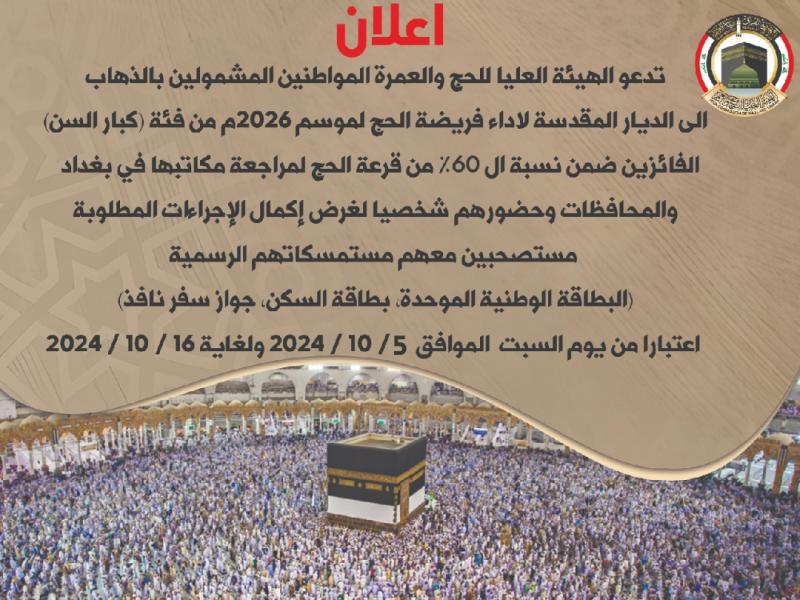 اعلان
تدعو الهيئة العليا للحج والعمرة المواطنين المشمولين بالذهاب
الى الديار المقدسة لاداء فريضة الحج لموسم 2026م من فئة (كبار السن)
الفائزين ضمن نسبة ال 60٪ من قرعة الحج لمراجعة مكاتبها في بغداد
والمحافظات وحضورهم شخصيا لغرض إكمال الإجراءات المطلوبة
مستصحبين معهم مستمسكاتهم الرسمية
(البطاقة الوطنية الموحدة، بطاقة السكن، جواز سفر نافذ)
اعتبارا من يوم السبت الموافق 5/ 10 / 2024 ولغاية 16 / 10 / 2024